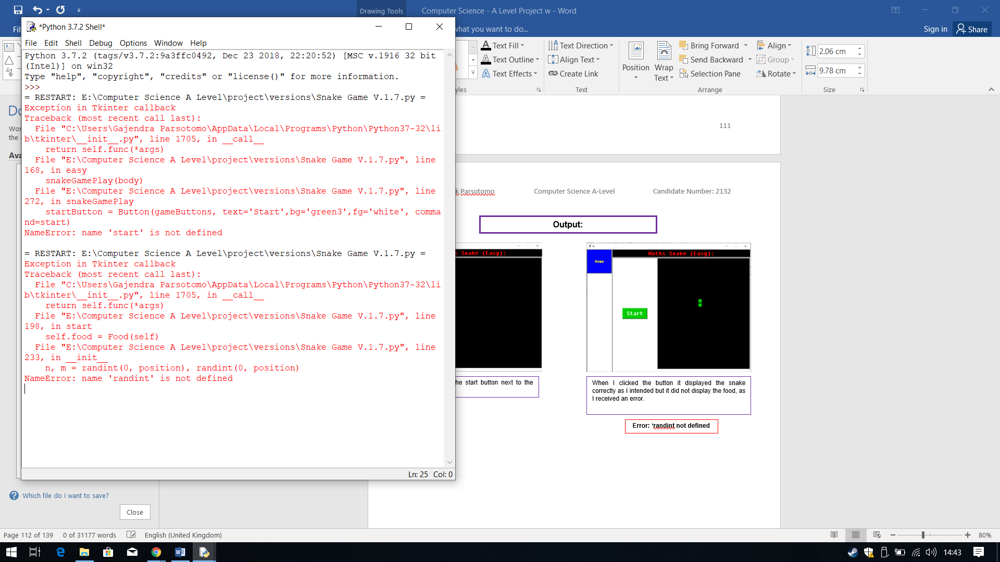 Drawing Tools
Computer Science - A Level Project w - Word
*Python 3.7.2 Shell*
what you want to do...
Sign in
Share
File Edit Shell Debug Options Window Help
Python 3.7.2 (tags/v3.7.2:9a3ffc0492, Dec 23 2018, 22:20:52) [MSC v.1916 32 bit
(Intel)] on win32
Type "help", "copyright", "credits" or "license()" for more information.
>>>
= RESTART: E:\Computer Science A Level\project\versions\Snake Game V.1.7.py =
Exception in Tkinter callback
Traceback (most recent call last):
File "C:\Users\Gajendra Parsotomo\AppData\Local\Programs\Python\Python37-32\li
b\tkinter\__init__.py", line 1705, in __call__
return self.func(*args)
File "E:\Computer Science A Level\project\versions\Snake Game V.1.7.py", line
168, in easy
snakeGamePlay(body)
File "E:\Computer Science A Level\project\versions\Snake Game V.1.7.py", line
272, in snakeGamePlay
startButton = Button(gameButtons, text='Start',bg='green3',fg='white', comma
nd=start)
NameError: name 'start' is not defined
= RESTART: E:\Computer Science A Level\project\versions\Snake Game V.1.7.py =
Exception in Tkinter callback
Traceback (most recent call last):
File "C:\Users\Gajendra Parsotomo\AppData\Local\Programs\Python\Python37-32\li
b\tkinter\__init__.py", line 1705, in __call__
return self.func(*args)
File "E:\Computer Science A Level\project\versions\Snake Game V.1.7.py", line
198, in start
self.food = Food(self)
File "E:\Computer Science A Level\project\versions\Snake Game V.1.7.py", line
233, in __init__
n, m = randint(0, position), randint(0, position)
NameError: name 'randint' is not defined
Ln: 25 Col: 0
Text Fill
Text Outline
Text Effects
Text Direction
Align Text
Create Link
Text
Position
Wrap
Text
Bring Forward
Send Backward
Selection Pane
Align
Group
Rotate
Arrange
2.06 cm
9.78 cm
Size
111
Parsotomo
Computer Science A-Level
Candidate Number: 2132
Output:
Snake (Easy):
Maths Snake (Easy):
Home
Start
he start button next to the
When I clicked the button it displayed the snake
correctly as I intended but it did not display the food, as
I received an error.
Error: ‘randint not defined
Which file do I want to save?
Close
Page 112 of 139
0 of 31177 words
English (United Kingdom)
80%
14:43